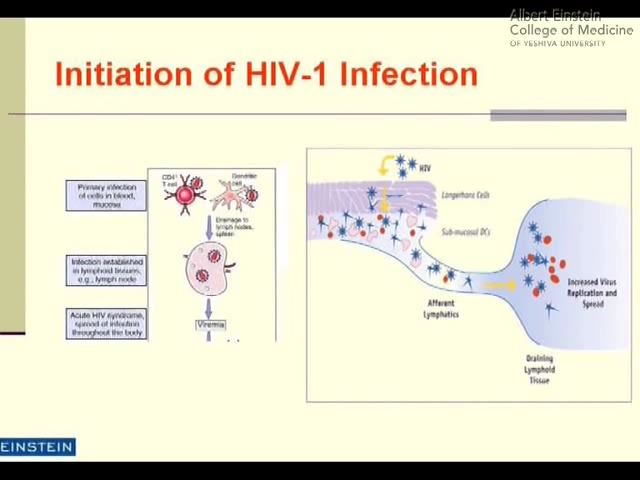 Albert Einstein
College of Medicine
OF YESHIVA UNIVERSITY
Initiation of HIV-1 Infection
Primary infection
of cells in blood,
mucosa
CD4+
T cell
Dendritic
cell
Drainage to
lymph nodes,
spleen
Infection established
in lymphoid tissues,
e.g., lymph node
Acute HIV syndrome,
spread of infection
throughout the body
Viremia
HIV
Langerhans Cells
Sub-mucosal DCs
Afferent
Lymphatics
Increased Virus
Replication and
Spread
Draining
Lymphoid
Tissue
EINSTEIN